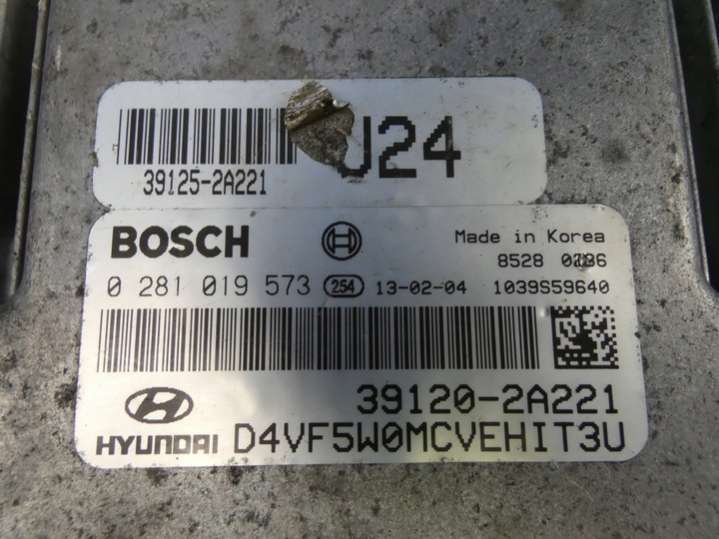 J24
39125-2A221
BOSCH
Made in Korea
8528
0 281 019 573 254 13-02-04 1039S59640
39120-2A221
HYUNDAI D4VF5W0MCVEHIT3U